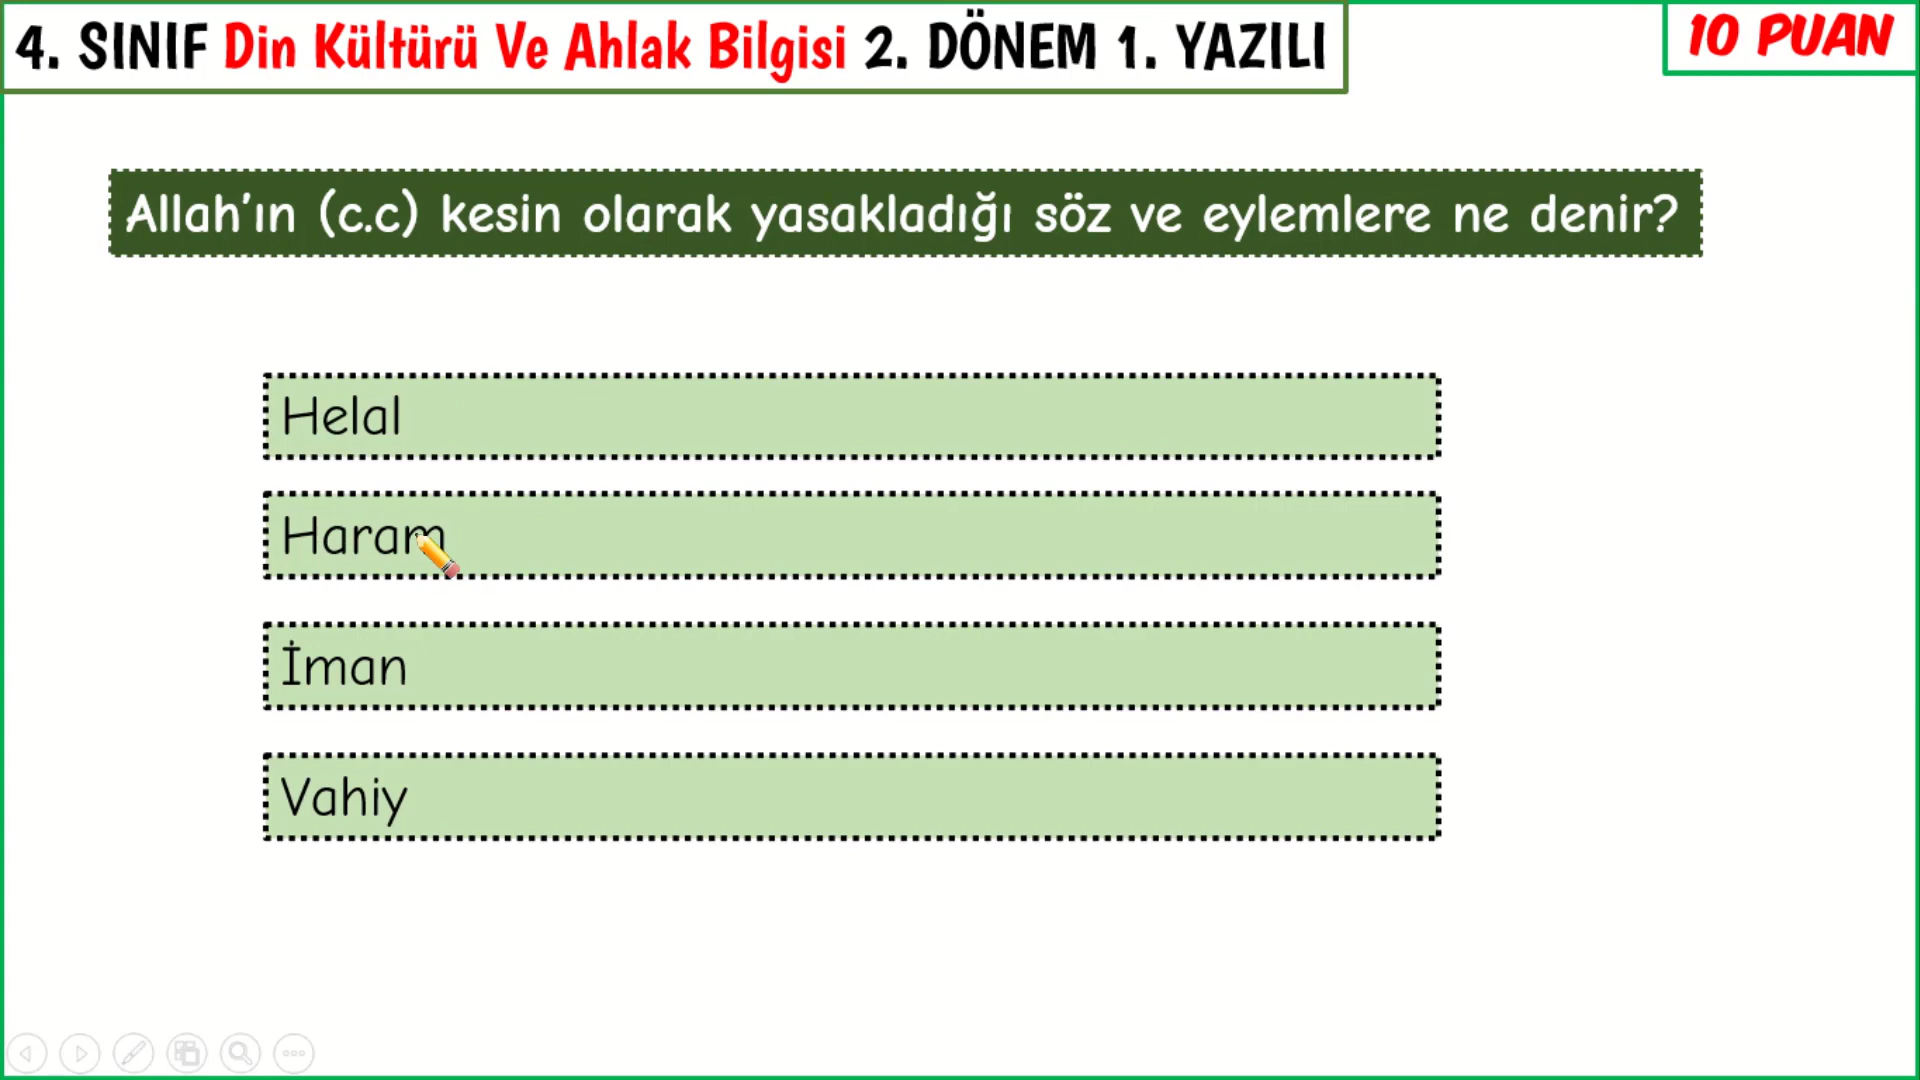 4. SINIF Din Kültürü Ve Ahlak Bilgisi 2. DÖNEM 1. YAZILI
10 PUAN
Allah'ın (c.c) kesin olarak yasakladığı söz ve eylemlere ne denir?
Helal
Haram
İman
Vahiy